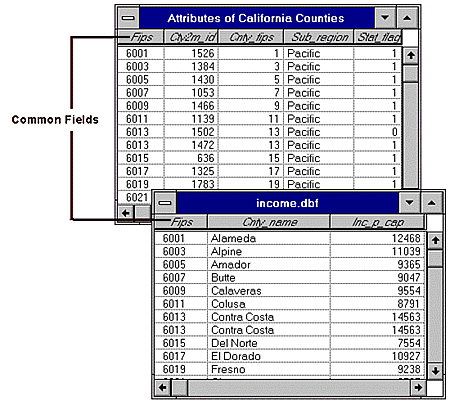 Attributes of California Counties
Fips Cty2m_id Cnty_fips Sub_region Stat_flag
6001 1526 1 Pacific 1
6003 1384 3 Pacific 1
6005 1430 5 Pacific 1
6007 1053 7 Pacific 1
6009 1466 9 Pacific 1
6011 1139 11 Pacific 1
6013 1502 13 Pacific 0
6013 1472 13 Pacific 1
6015 636 15 Pacific 1
6017 1325 17 Pacific 1
6019 1783 19 Pacific 1
6021
Common Fields
income.dbf
Fips Cnty_name Inc_p_cap
6001 Alameda 12468
6003 Alpine 11039
6005 Amador 9365
6007 Butte 9047
6009 Calaveras 9554
6011 Colusa 8791
6013 Contra Costa 14563
6013 Contra Costa 14563
6015 Del Norte 7554
6017 El Dorado 10927
6019 Fresno 9238